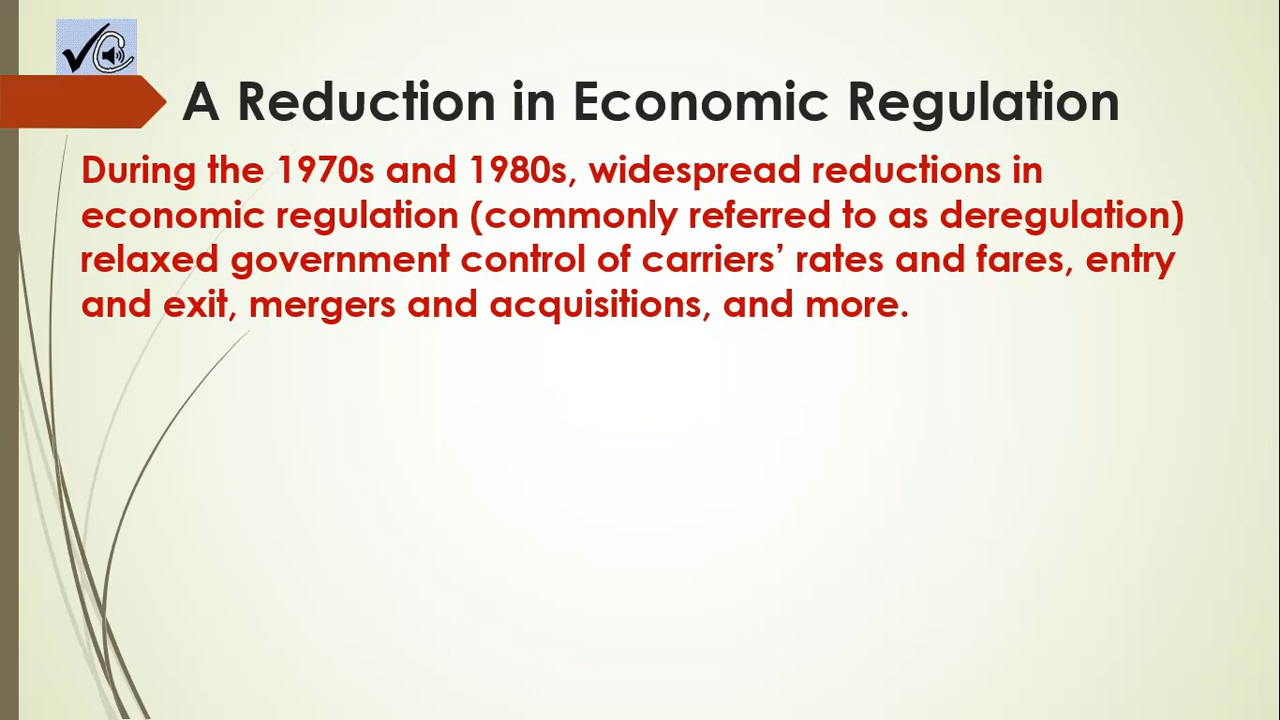 A Reduction in Economic Regulation
During the 1970s and 1980s, widespread reductions in
economic regulation (commonly referred to as deregulation)
relaxed government control of carriers’ rates and fares, entry
and exit, mergers and acquisitions, and more.